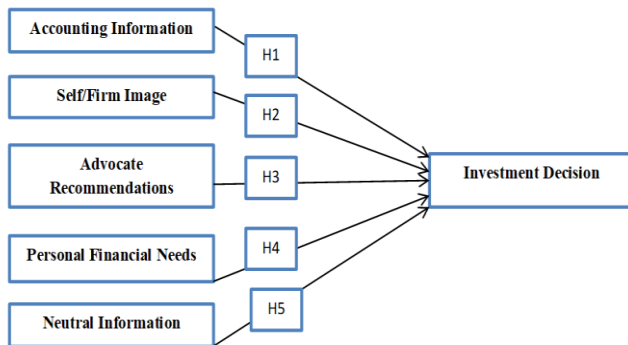 Accounting Information
H1
Self/Firm Image
H2
Advocate
Recommendations
H3
Investment Decision
Personal Financial Needs
H4
Neutral Information
H5